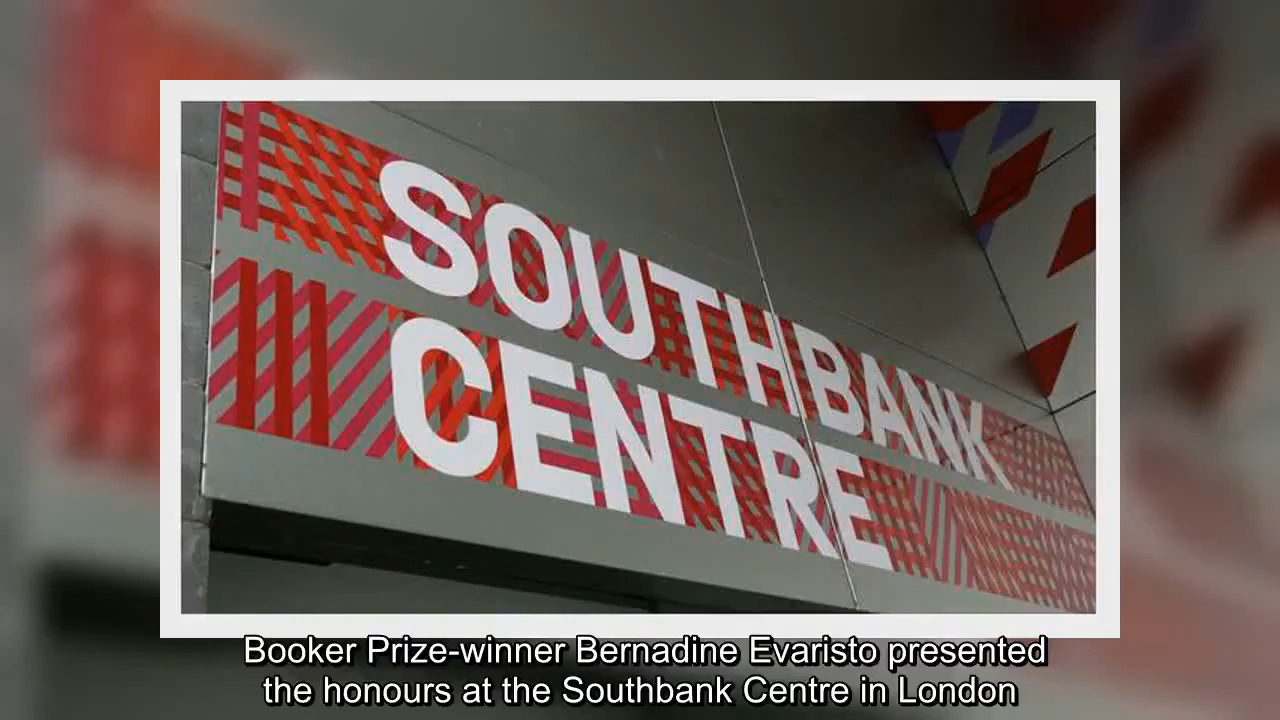 SOUTHBANK
CENTRE
Booker Prize-winner Bernadine Evaristo presented
the honours at the Southbank Centre in London